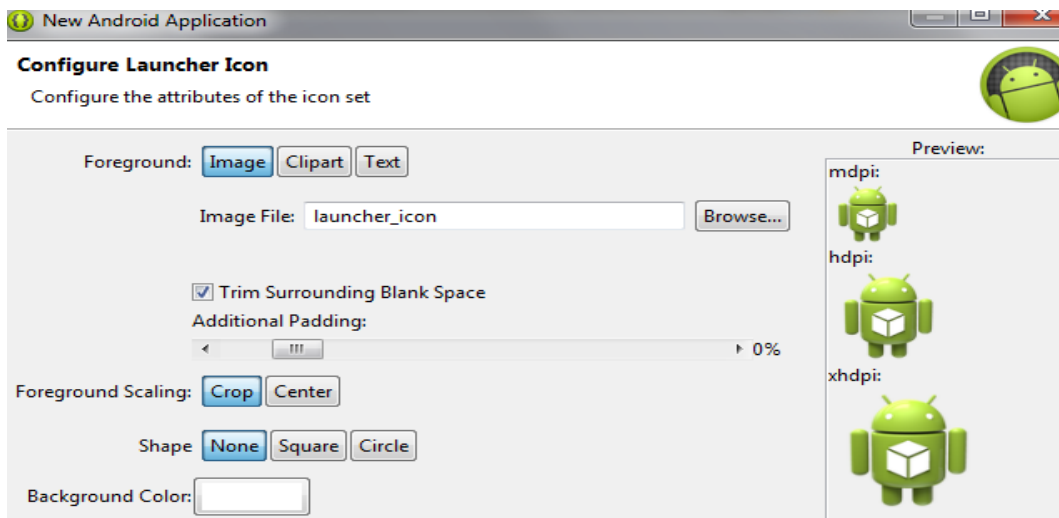 New Android Application
Configure Launcher Icon
Configure the attributes of the icon set
Foreground: Image Clipart Text
Preview:
mdpi:
Image File: launcher_icon Browse...
hdpi:
Trim Surrounding Blank Space
Additional Padding:
0%
xhdpi:
Foreground Scaling: Crop Center
Shape None Square Circle
Background Color: